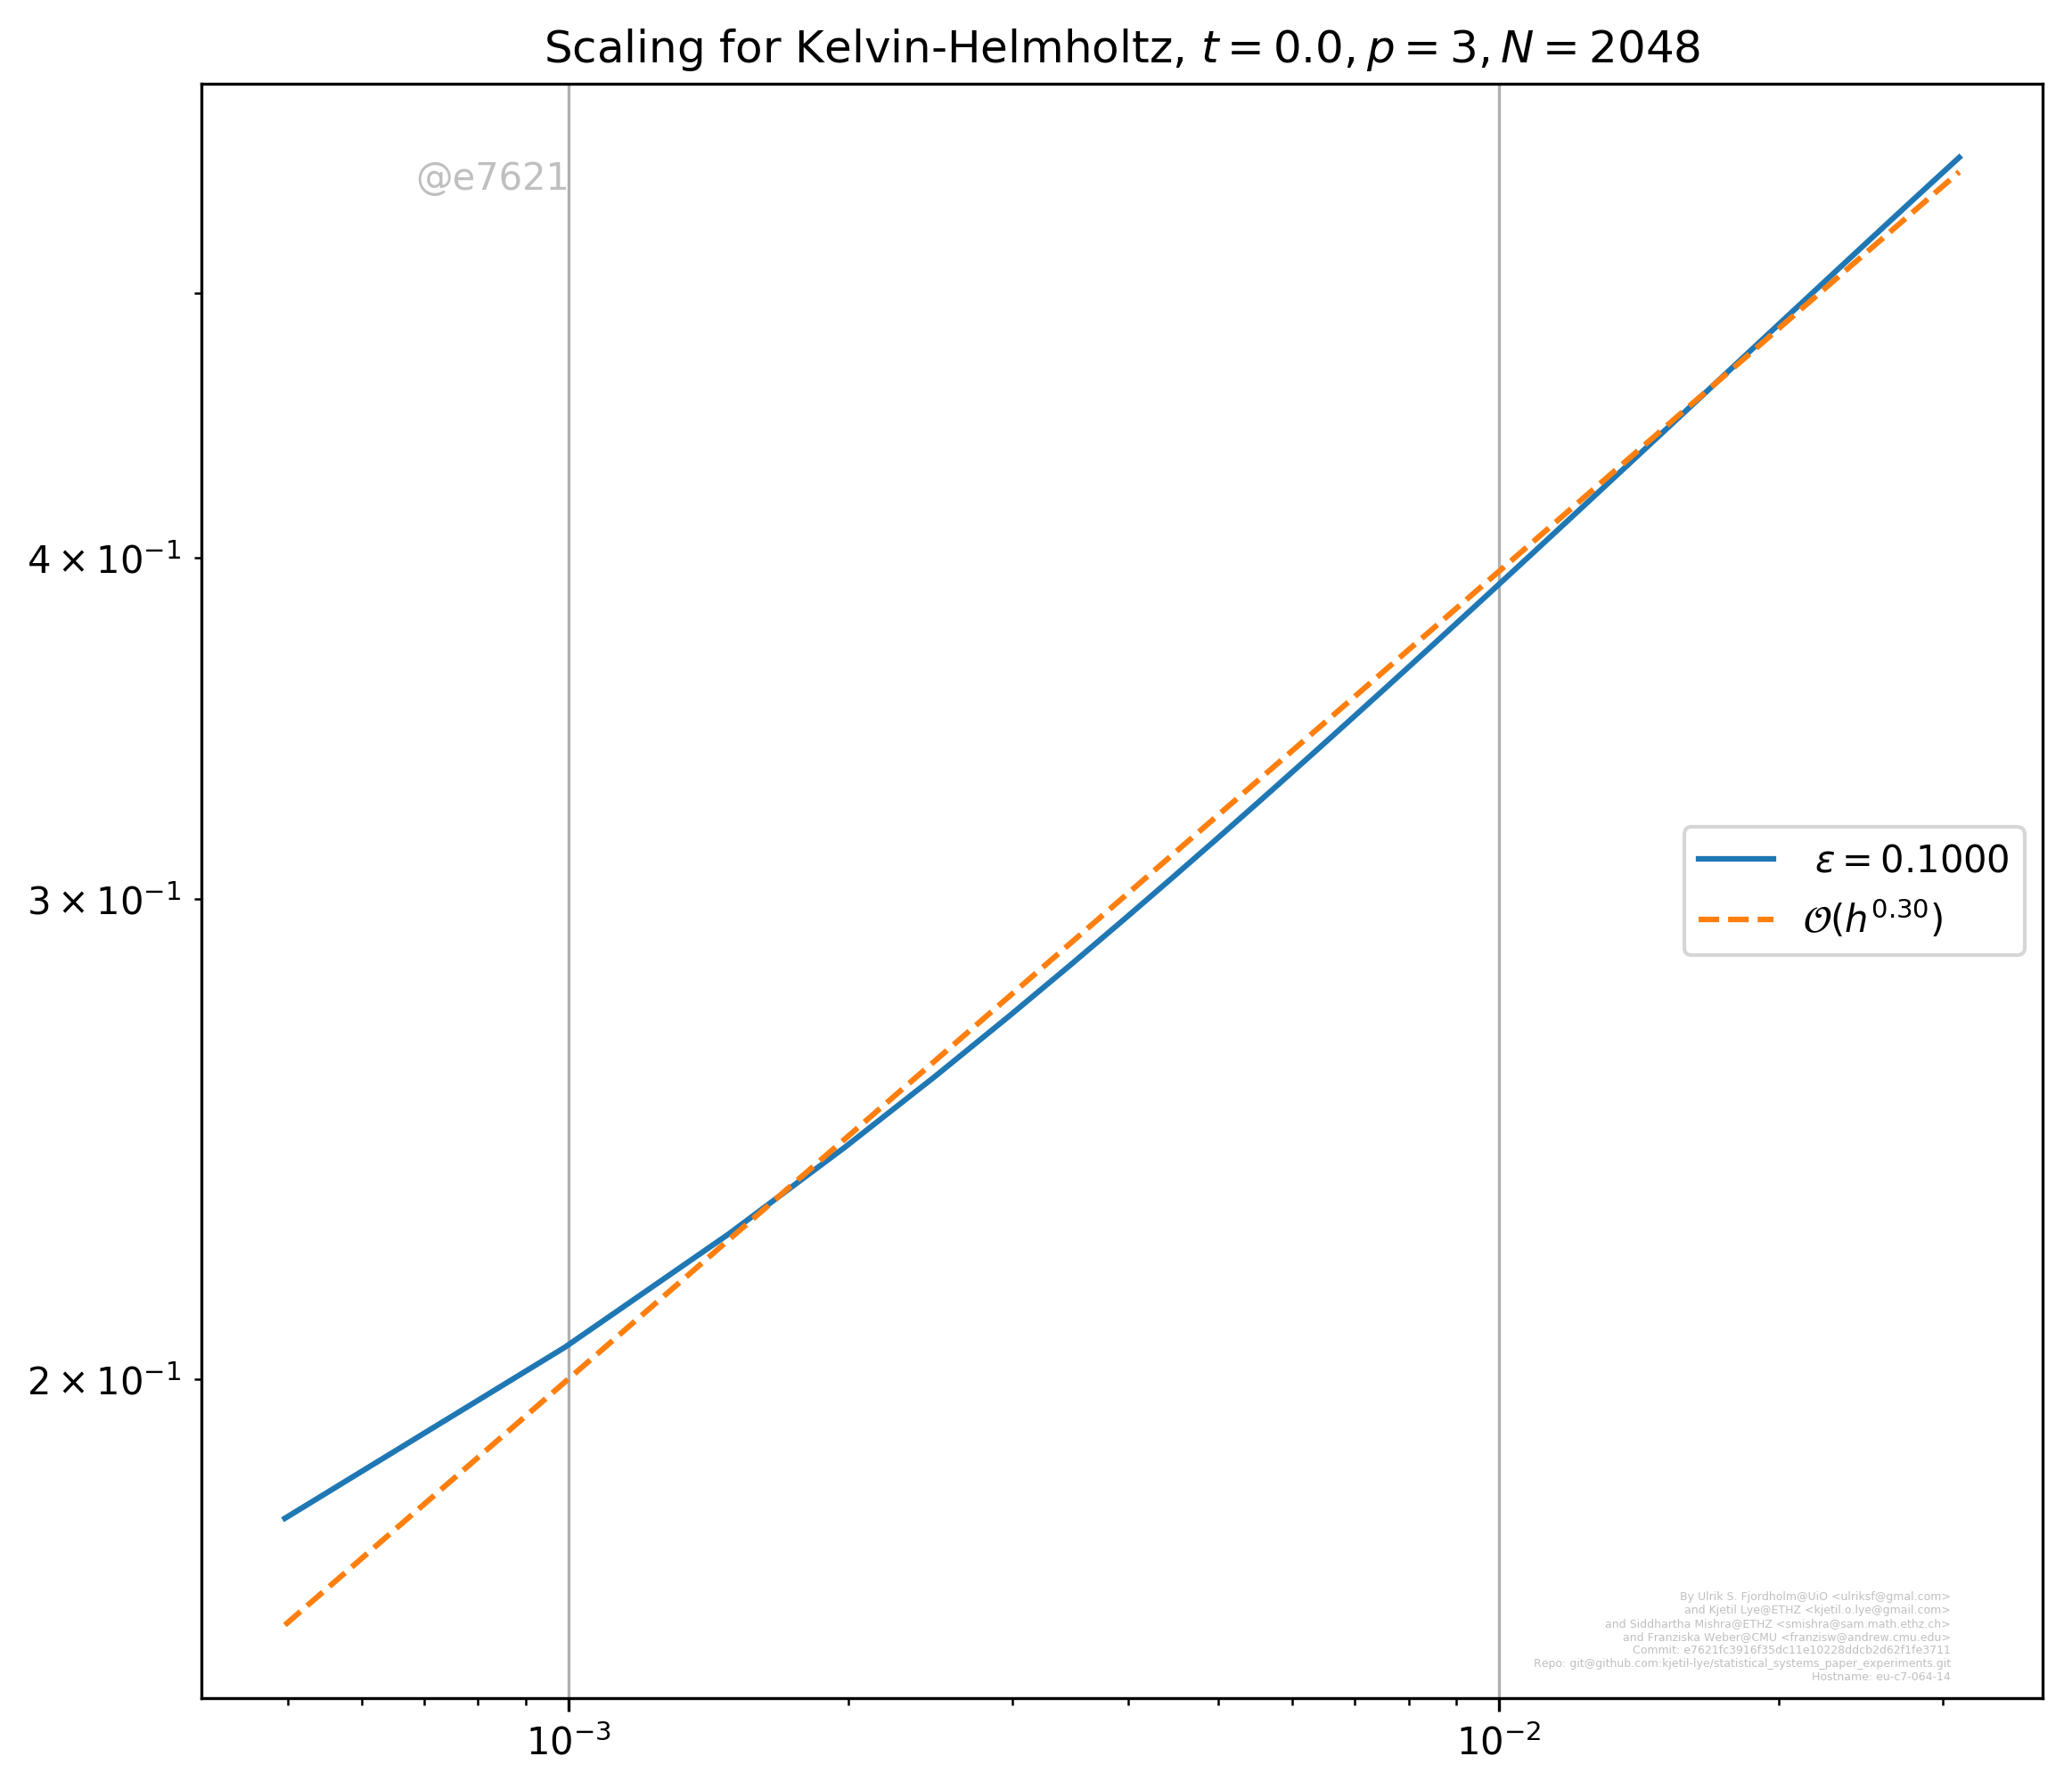 Scaling for Kelvin-Helmholtz, t = 0.0, p = 3, N = 2048
@e7621
4 × 10⁻¹
3 × 10⁻¹
2 × 10⁻¹
ε = 0.1000
𝒪(h^0.30)
By Ulrik S. Fjordholm@UiO <ulriksf@gmal.com>
and Kjetil Lye@ETHZ <kjetil.o.lye@gmail.com>
and Siddhartha Mishra@ETHZ <smishra@sam.math.ethz.ch>
and Franziska Weber@CMU <franzisw@andrew.cmu.edu>
Commit: e7621fc3916f35dc11e10228ddcb2d62f1fe3711
Repo: git@github.com:kjetil-lye/statistical_systems_paper_experiments.git
Hostname: eu-c7-064-14
10⁻³
10⁻²